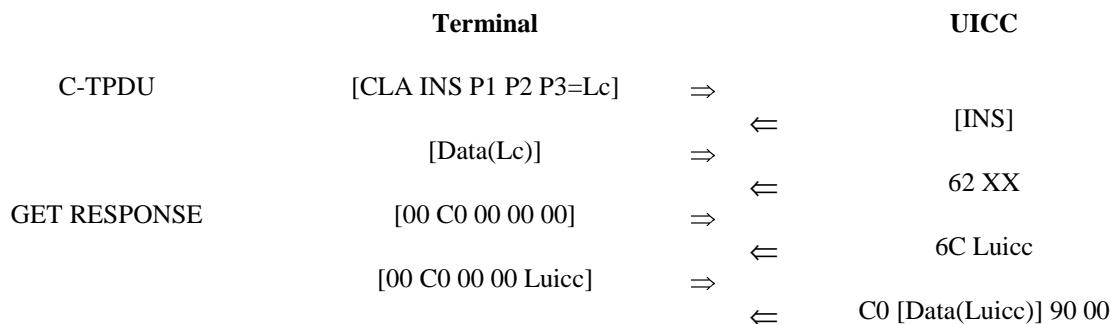 Terminal UICC
C-TPDU [CLA INS P1 P2 P3=Lc] ⇒
⇐ [INS]
[Data(Lc)] ⇒
⇐ 62 XX
GET RESPONSE [00 C0 00 00 00] ⇒
⇐ 6C Luicc
[00 C0 00 00 Luicc] ⇒
⇐ C0 [Data(Luicc)] 90 00